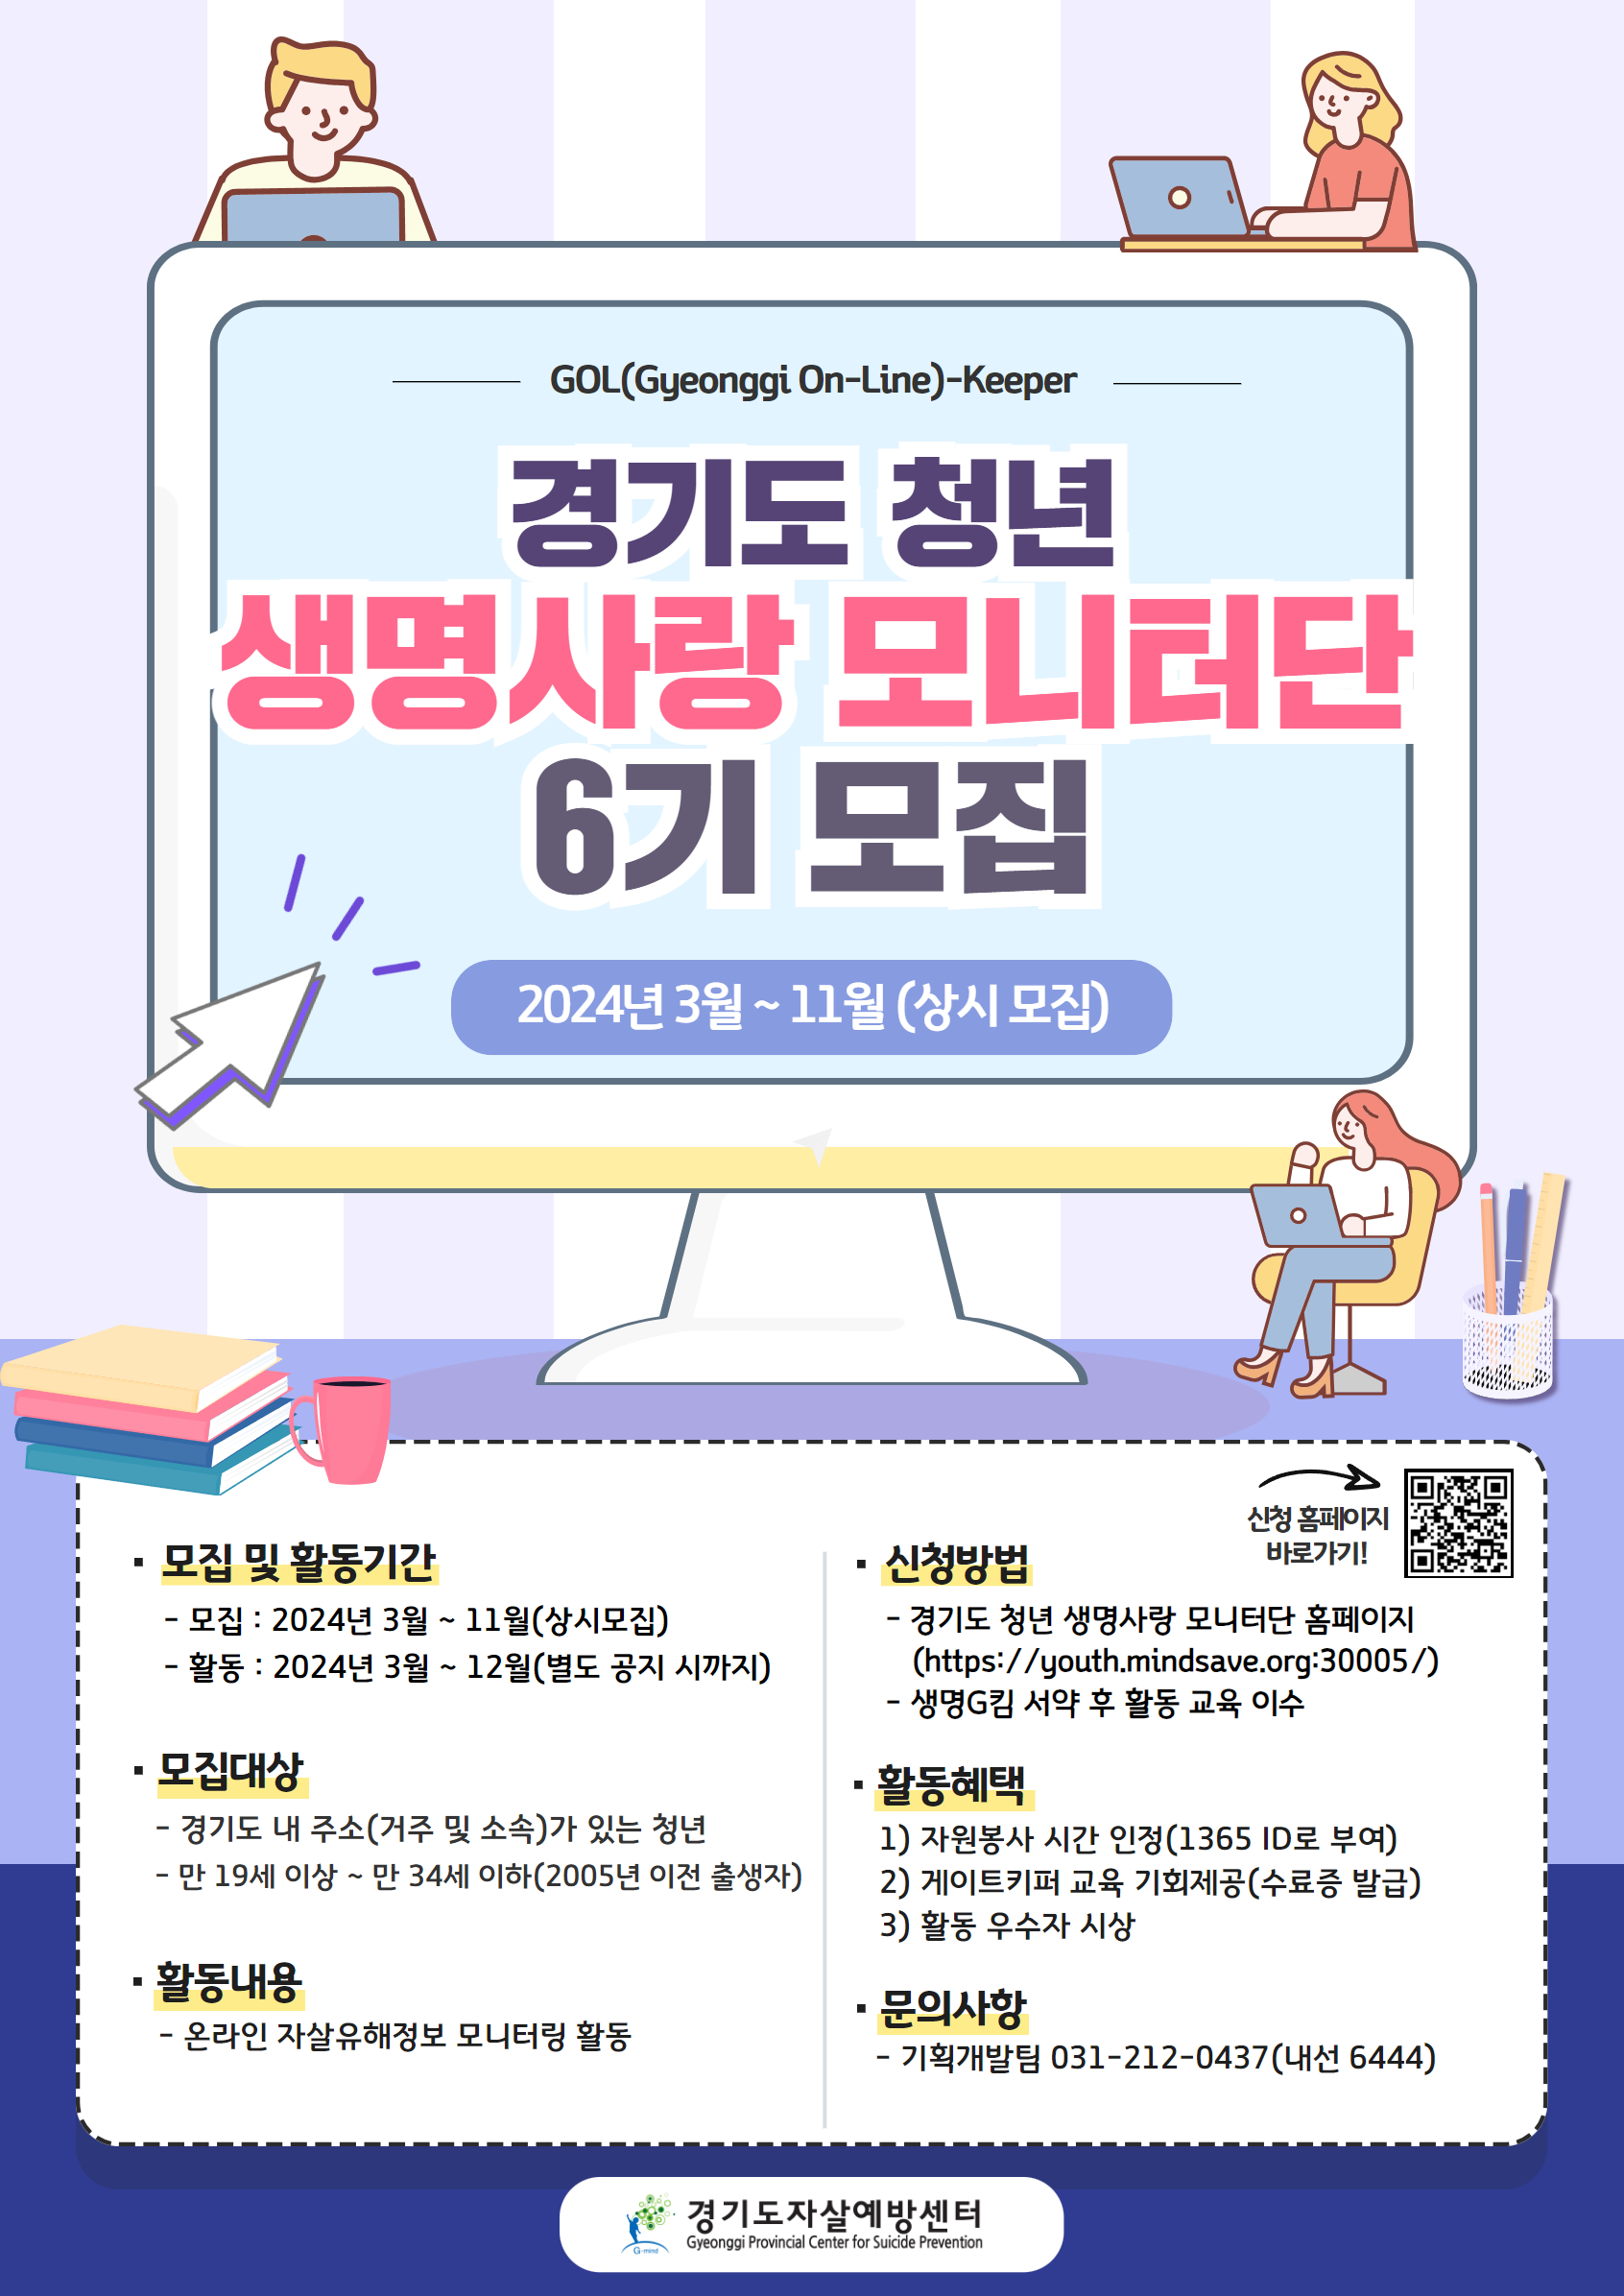 GOL(Gyeonggi On-Line)-Keeper
경기도 청년
생명사랑 모니터단
6기 모집
2024년 3월 ~ 11월 (상시 모집)
신청 홈페이지
바로가기!
· 모집 및 활동기간
- 모집 : 2024년 3월 ~ 11월(상시모집)
- 활동 : 2024년 3월 ~ 12월(별도 공지 시까지)
· 모집대상
- 경기도 내 주소(거주 및 소속)가 있는 청년
- 만 19세 이상 ~ 만 34세 이하(2005년 이전 출생자)
· 활동내용
- 온라인 자살유해정보 모니터링 활동
· 신청방법
- 경기도 청년 생명사랑 모니터단 홈페이지
(https://youth.mindsave.org:30005/)
- 생명G킴 서약 후 활동 교육 이수
· 활동혜택
1) 자원봉사 시간 인정(1365 ID로 부여)
2) 게이트키퍼 교육 기회제공(수료증 발급)
3) 활동 우수자 시상
· 문의사항
- 기획개발팀 031-212-0437(내선 6444)
G-mind
경기도자살예방센터
Gyeonggi Provincial Center for Suicide Prevention